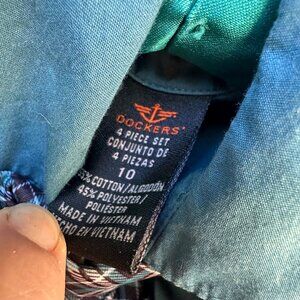 DOCKERS®
4 PIECE SET
CONJUNTO DE
4 PIEZAS
10
55% COTTON/ALGODÓN
45% POLYESTER/
POLIÉSTER
MADE IN VIETNAM
HECHO EN VIETNAM